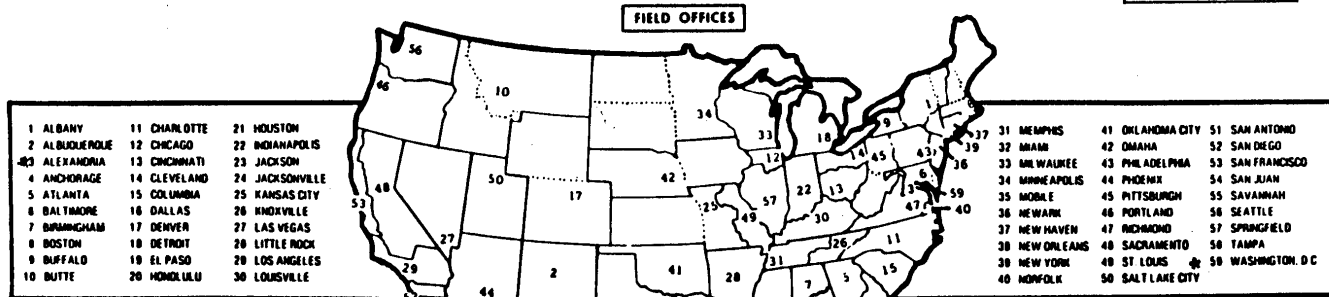 FIELD OFFICES
1 ALBANY 11 CHARLOTTE 21 HOUSTON
2 ALBUQUERQUE 12 CHICAGO 22 INDIANAPOLIS
3 ALEXANDRIA 13 CINCINNATI 23 JACKSON
4 ANCHORAGE 14 CLEVELAND 24 JACKSONVILLE
5 ATLANTA 15 COLUMBIA 25 KANSAS CITY
6 BALTIMORE 16 DALLAS 26 KNOXVILLE
7 BIRMINGHAM 17 DENVER 27 LAS VEGAS
8 BOSTON 18 DETROIT 28 LITTLE ROCK
9 BUFFALO 19 EL PASO 29 LOS ANGELES
10 BUTTE 20 HONOLULU 30 LOUISVILLE
56
46
10
34
33
18
9
1
8
37
39
36
12
14
45
43
6
42
50
17
48
53
25
49
57
22
13
3
59
47
40
30
27
26
11
31
29
44
2
41
28
7
5
15
31 MEMPHIS 41 OKLAHOMA CITY 51 SAN ANTONIO
32 MIAMI 42 OMAHA 52 SAN DIEGO
33 MILWAUKEE 43 PHILADELPHIA 53 SAN FRANCISCO
34 MINNEAPOLIS 44 PHOENIX 54 SAN JUAN
35 MOBILE 45 PITTSBURGH 55 SAVANNAH
36 NEWARK 46 PORTLAND 56 SEATTLE
37 NEW HAVEN 47 RICHMOND 57 SPRINGFIELD
38 NEW ORLEANS 48 SACRAMENTO 58 TAMPA
39 NEW YORK 49 ST. LOUIS * 59 WASHINGTON, D C
40 NORFOLK 50 SALT LAKE CITY